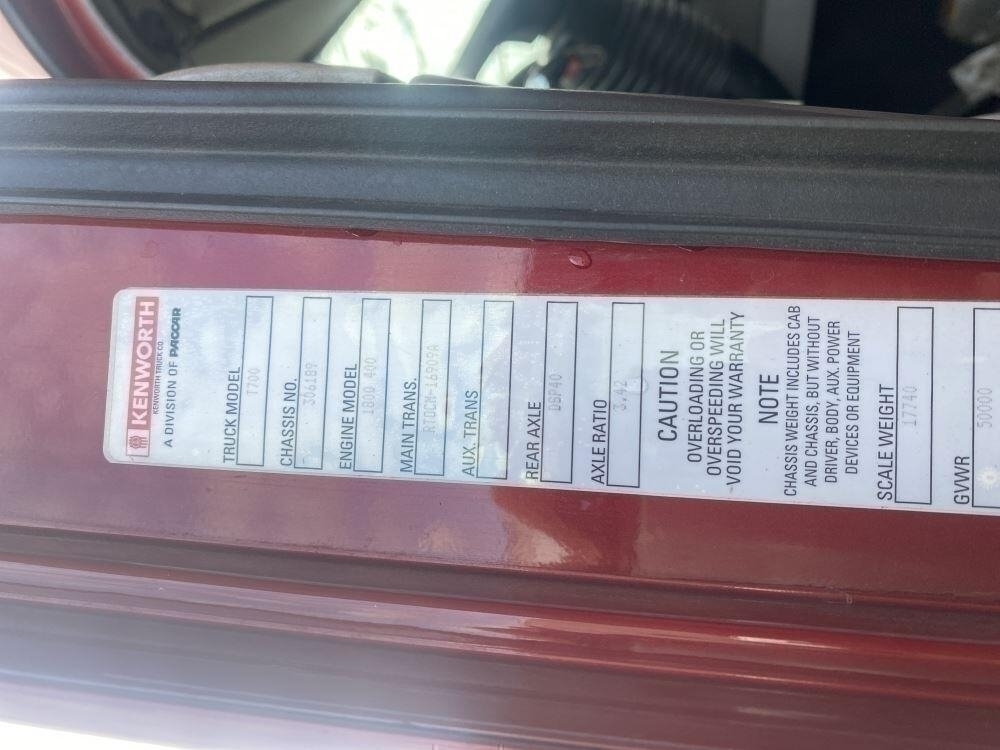 KENWORTH
KENWORTH TRUCK CO.
A DIVISION OF PACCAR
TRUCK MODEL
T700
CHASSIS NO.
306189
ENGINE MODEL
1800 400
MAIN TRANS.
AUX. TRANS
REAR AXLE
DSP40
AXLE RATIO
3.42
CAUTION
OVERLOADING OR
OVERSPEEDING WILL
VOID YOUR WARRANTY
NOTE
CHASSIS WEIGHT INCLUDES CAB
AND CHASSIS, BUT WITHOUT
DRIVER, BODY, AUX. POWER
DEVICES OR EQUIPMENT
SCALE WEIGHT
17740
GVWR
50000